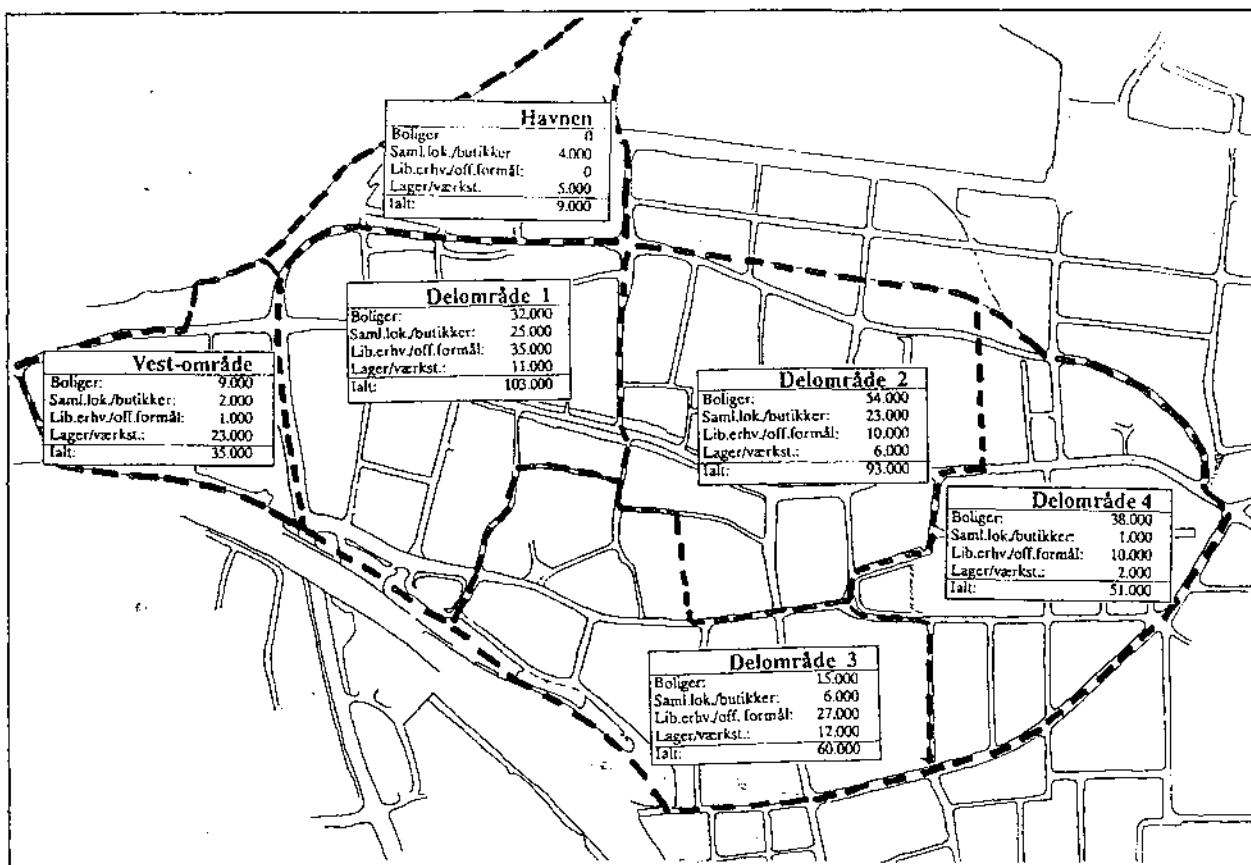 Havnen
Boliger 0
Saml.lok./butikker 4.000
Lib.erhv./off.formål: 0
Lager/værkst.: 5.000
Ialt: 9.000
Delområde 1
Boliger: 32.000
Saml.lok./butikker: 25.000
Lib.erhv./off.formål: 35.000
Lager/værkst.: 11.000
Ialt: 103.000
Vest-område
Boliger: 9.000
Saml.lok./butikker: 2.000
Lib.erhv./off.formål: 1.000
Lager/værkst.: 23.000
Ialt: 35.000
Delområde 2
Boliger: 54.000
Saml.lok./butikker: 23.000
Lib.erhv./off.formål: 10.000
Lager/værkst.: 6.000
Ialt: 93.000
Delområde 4
Boliger: 38.000
Saml.lok./butikker: 1.000
Lib.erhv./off.formål: 10.000
Lager/værkst.: 2.000
Ialt: 51.000
Delområde 3
Boliger: 15.000
Saml.lok./butikker: 6.000
Lib.erhv./off. formål: 27.000
Lager/værkst.: 12.000
Ialt: 60.000